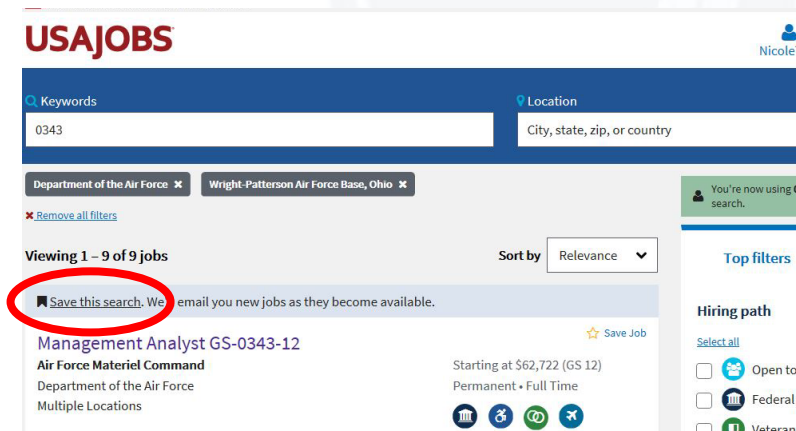 USAJOBS
Nicole
Keywords
Location
0343
City, state, zip, or country
Department of the Air Force ✖
Wright-Patterson Air Force Base, Ohio ✖
You're now using
search.
✖ Remove all filters
Viewing 1 – 9 of 9 jobs
Sort by
Relevance
Top filters
Save this search. We email you new jobs as they become available.
Hiring path
Management Analyst GS-0343-12
Save Job
Select all
Air Force Materiel Command
Starting at $62,722 (GS 12)
Open to
Department of the Air Force
Permanent • Full Time
Multiple Locations
Federal
Veteran